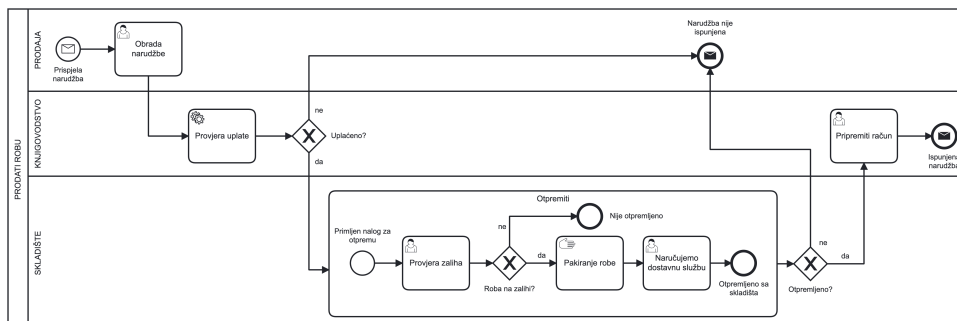 PRODATI ROBU
PRODAJA
Prispjela
narudžba
Obrada
narudžbe
Narudžba nije
ispunjena
KNJIGOVODSTVO
Provjera uplate
ne
Uplaćeno?
da
Pripremiti račun
Ispunjena
narudžba
SKLADIŠTE
Otpremiti
Primljen nalog za
otpremu
Provjera zaliha
ne
Nije otpremljeno
da
Roba na zalihi?
Pakiranje robe
Naručujemo
dostavnu službu
Otpremljeno sa
skladišta
ne
da
Otpremljeno?